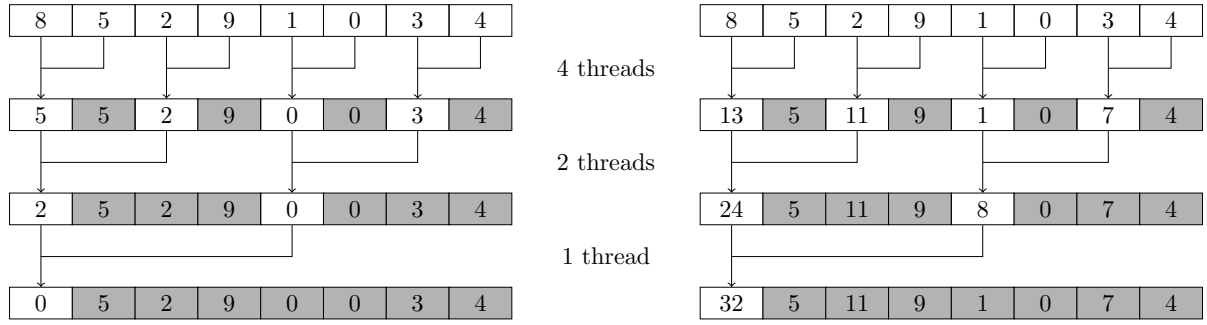 8 5 2 9 1 0 3 4 8 5 2 9 1 0 3 4
4 threads
5 5 2 9 0 0 3 4 13 5 11 9 1 0 7 4
2 threads
2 5 2 9 0 0 3 4 24 5 11 9 8 0 7 4
1 thread
0 5 2 9 0 0 3 4 32 5 11 9 1 0 7 4